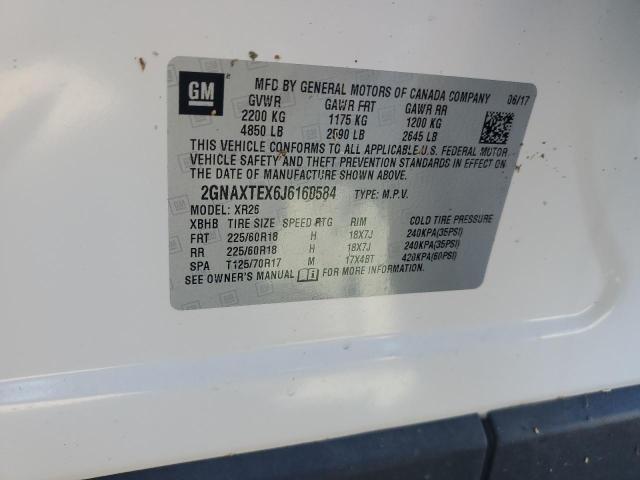 GM
MFD BY GENERAL MOTORS OF CANADA COMPANY 06/17
GVWR GAWR FRT GAWR RR
2200 KG 1175 KG 1200 KG
4850 LB 2590 LB 2645 LB
THIS VEHICLE CONFORMS TO ALL APPLICABLE U.S. FEDERAL MOTOR
VEHICLE SAFETY AND THEFT PREVENTION STANDARDS IN EFFECT ON
THE DATE OF MANUFACTURE SHOWN ABOVE.
2GNAXTEX6J6160584 TYPE: M.P.V.
MODEL: XR26
XBHB TIRE SIZE SPEED RTG RIM COLD TIRE PRESSURE
FRT 225/60R18 H 18X7J 240KPA(35PSI)
RR 225/60R18 H 18X7J 240KPA(35PSI)
SPA T125/70R17 M 17X4BT 420KPA(60PSI)
SEE OWNER'S MANUAL FOR MORE INFORMATION.